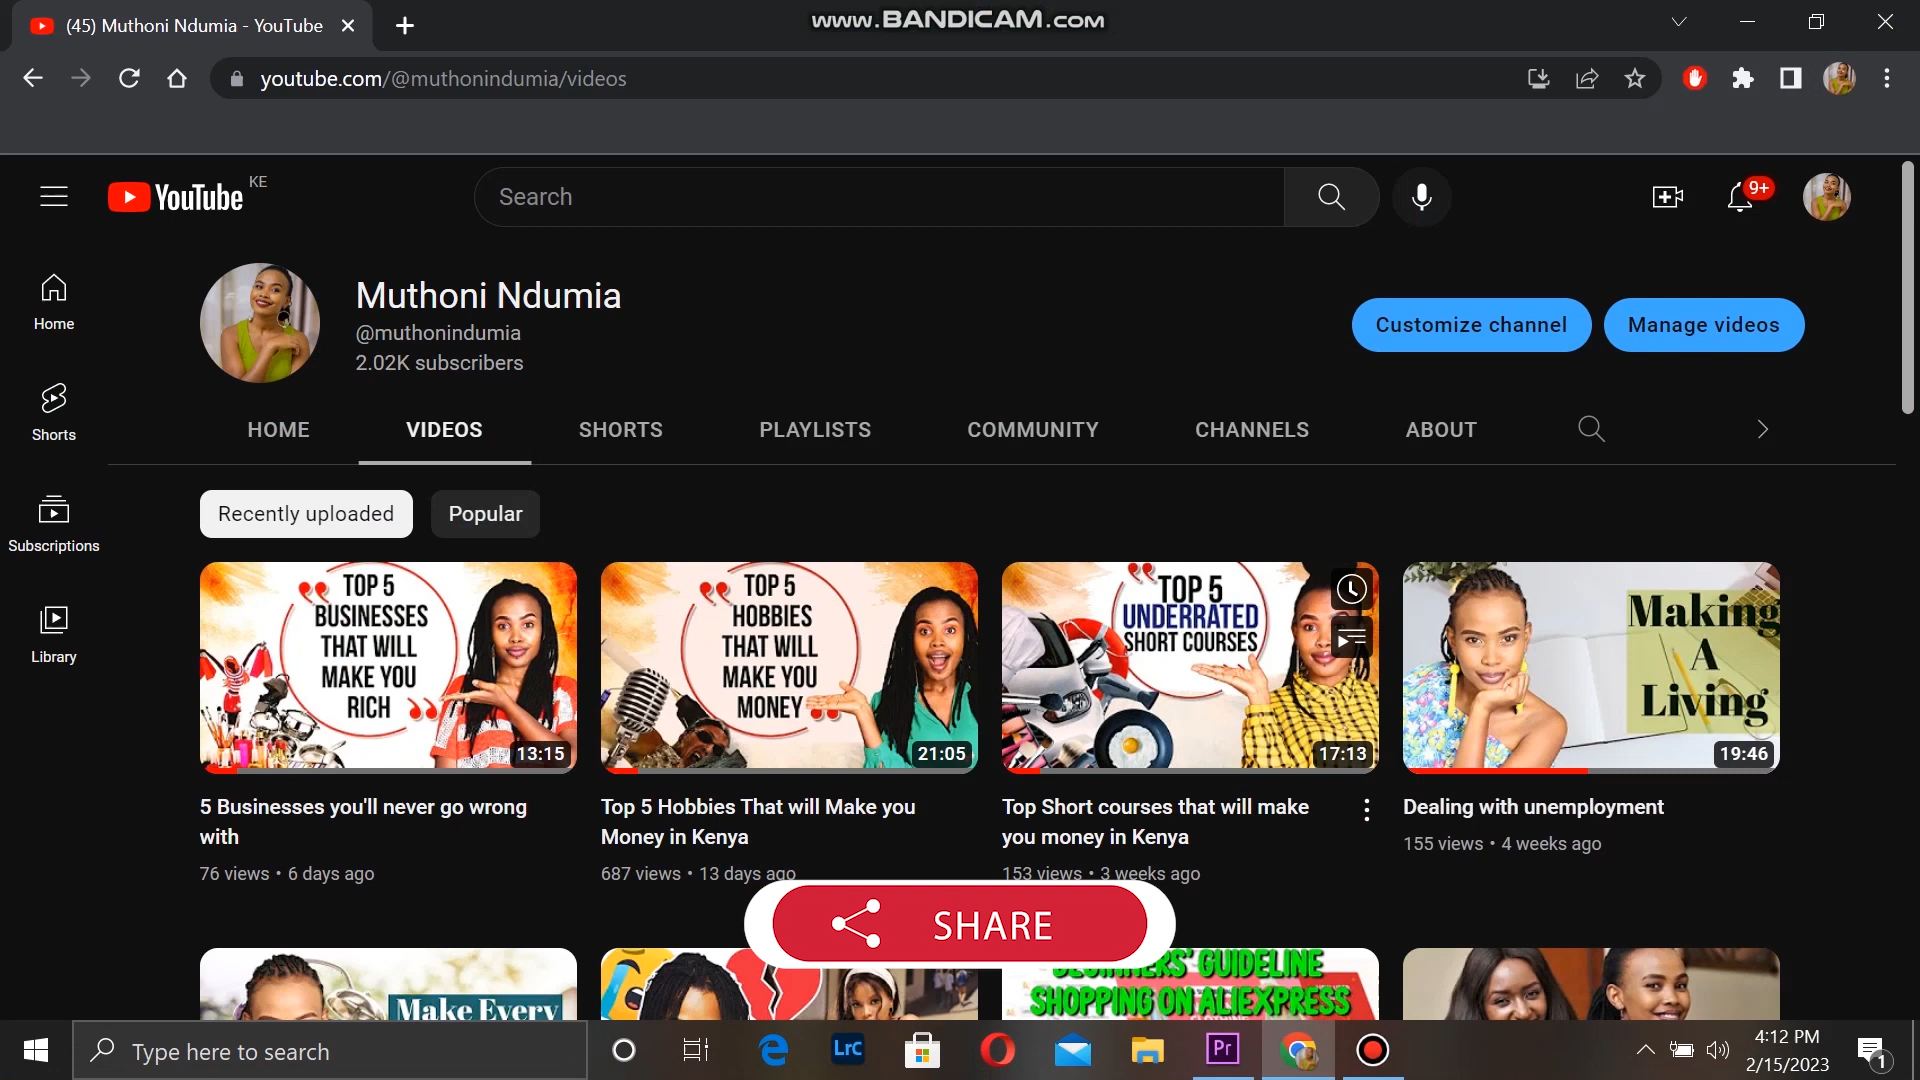 (45) Muthoni Ndumia - YouTube
www.BANDICAM.com
youtube.com/@muthonindumia/videos
YouTube KE
Search
9+
Home
Shorts
Subscriptions
Library
Muthoni Ndumia
@muthonindumia
2.02K subscribers
Customize channel
Manage videos
HOME VIDEOS SHORTS PLAYLISTS COMMUNITY CHANNELS ABOUT
Recently uploaded
Popular
TOP 5
BUSINESSES
THAT WILL
MAKE YOU
RICH
13:15
5 Businesses you'll never go wrong
with
76 views • 6 days ago
TOP 5
HOBBIES
THAT WILL
MAKE YOU
MONEY
21:05
Top 5 Hobbies That will Make you
Money in Kenya
687 views • 13 days ago
TOP 5
UNDERRATED
SHORT COURSES
17:13
Top Short courses that will make
you money in Kenya
153 views • 3 weeks ago
Making
A
Living
19:46
Dealing with unemployment
155 views • 4 weeks ago
SHARE
Make Every
BEGINNERS' GUIDELINE
SHOPPING ON ALIEXPRESS
Type here to search
LrC
Pr
4:12 PM
2/15/2023
1